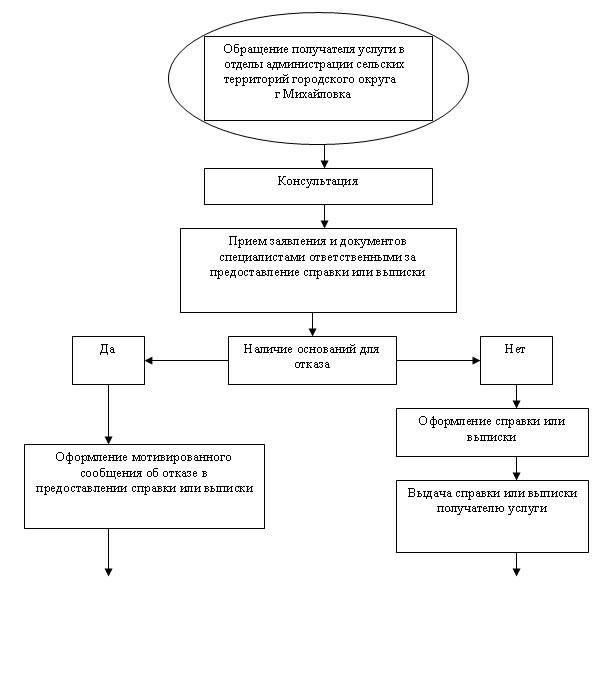 Обращение получателя услуги в
отделы администрации сельских
территорий городского округа
г Михайловка
Консультация
Прием заявления и документов
специалистами ответственными за
предоставление справки или выписки
Да
Наличие оснований для
отказа
Нет
Оформление справки или
выписки
Оформление мотивированного
сообщения об отказе в
предоставлении справки или выписки
Выдача справки или выписки
получателю услуги